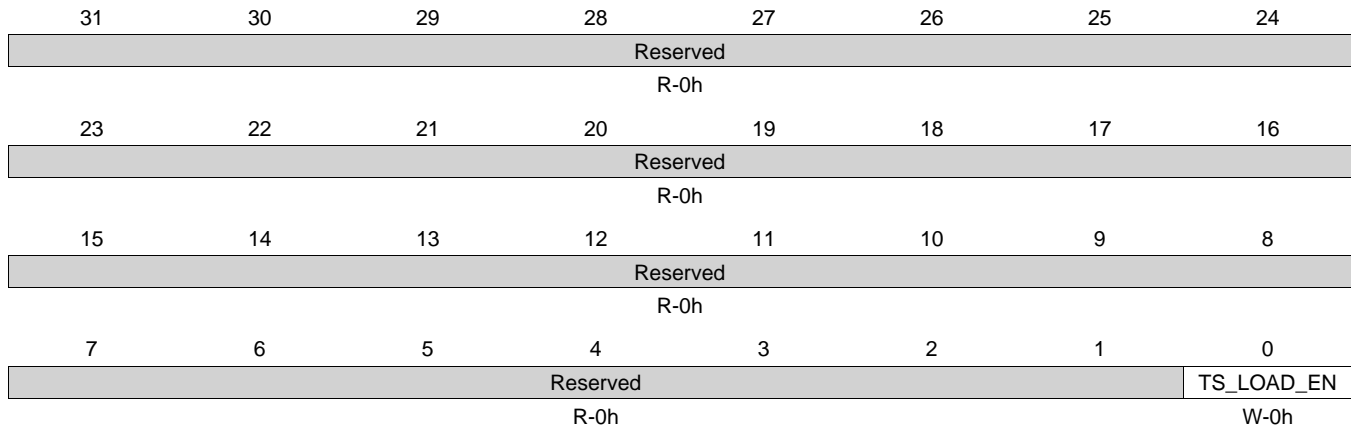 31 30 29 28 27 26 25 24
Reserved
R-0h
23 22 21 20 19 18 17 16
Reserved
R-0h
15 14 13 12 11 10 9 8
Reserved
R-0h
7 6 5 4 3 2 1 0
Reserved TS_LOAD_EN
R-0h W-0h